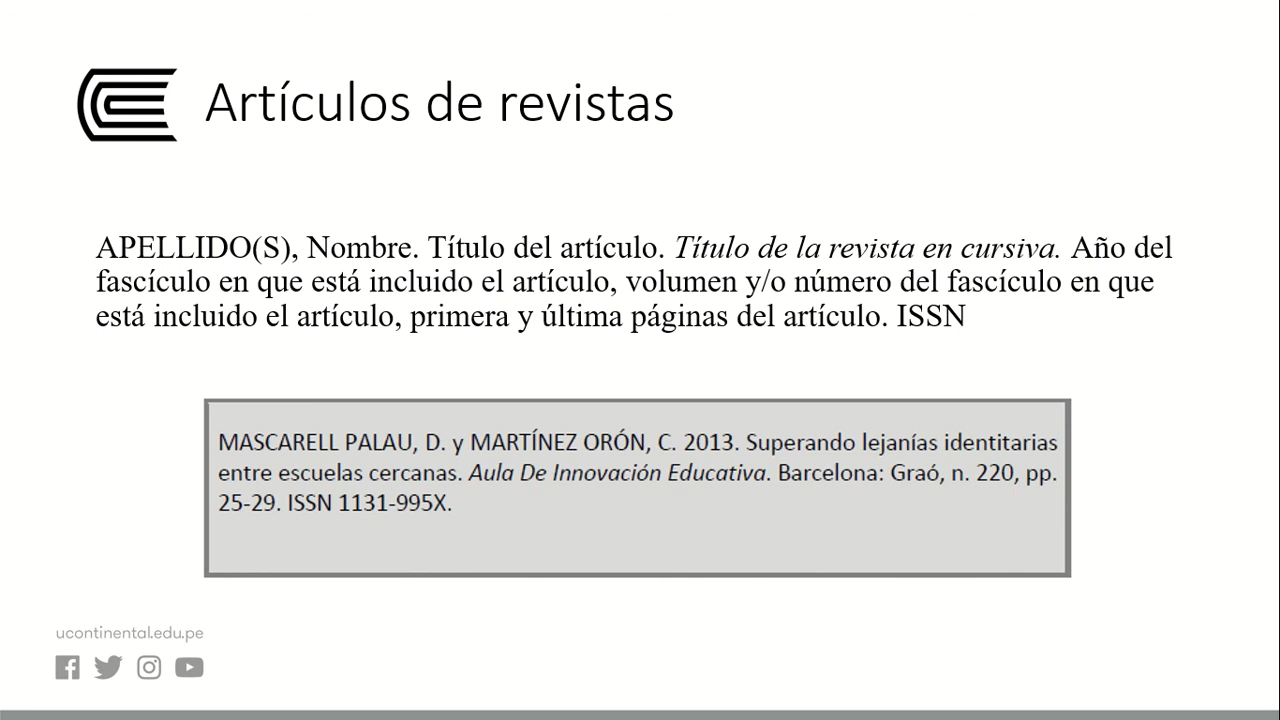 Artículos de revistas
APELLIDO(S), Nombre. Título del artículo. Título de la revista en cursiva. Año del
fascículo en que está incluido el artículo, volumen y/o número del fascículo en que
está incluido el artículo, primera y última páginas del artículo. ISSN
MASCARELL PALAU, D. y MARTÍNEZ ORÓN, C. 2013. Superando lejanías identitarias
entre escuelas cercanas. Aula De Innovación Educativa. Barcelona: Graó, n. 220, pp.
25-29. ISSN 1131-995X.
ucontinental.edu.pe